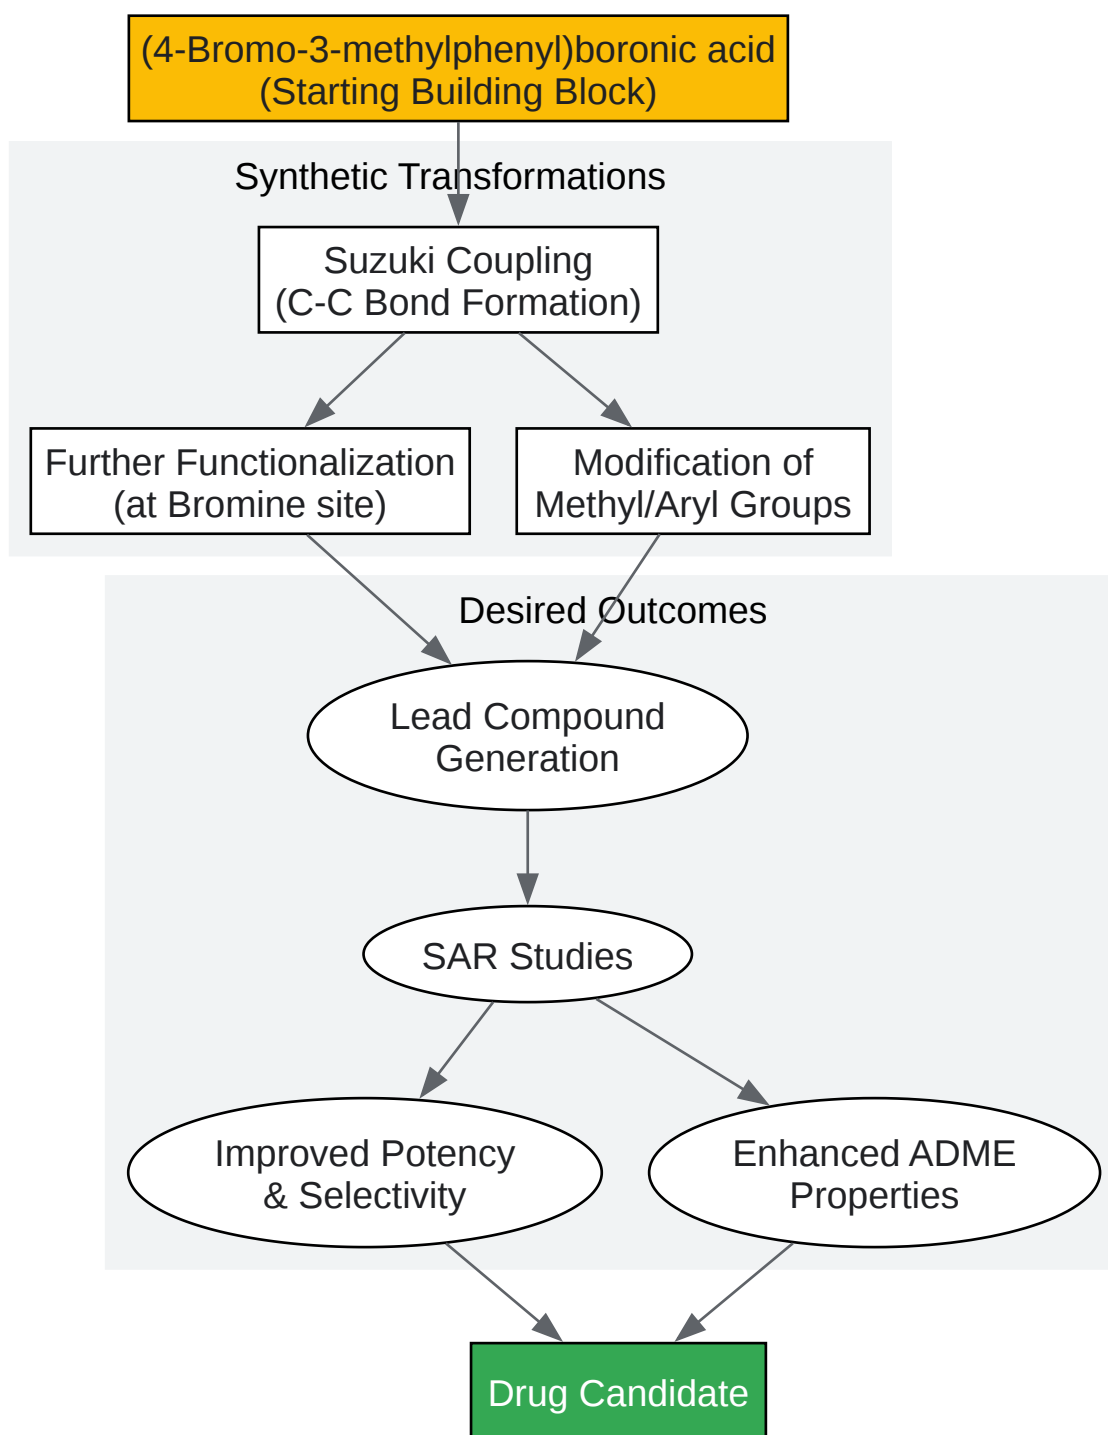 (4-Bromo-3-methylphenyl)boronic acid
(Starting Building Block)
Synthetic Transformations
Suzuki Coupling
(C-C Bond Formation)
Further Functionalization
(at Bromine site)
Modification of
Methyl/Aryl Groups
Desired Outcomes
Lead Compound
Generation
SAR Studies
Improved Potency
& Selectivity
Enhanced ADME
Properties
Drug Candidate